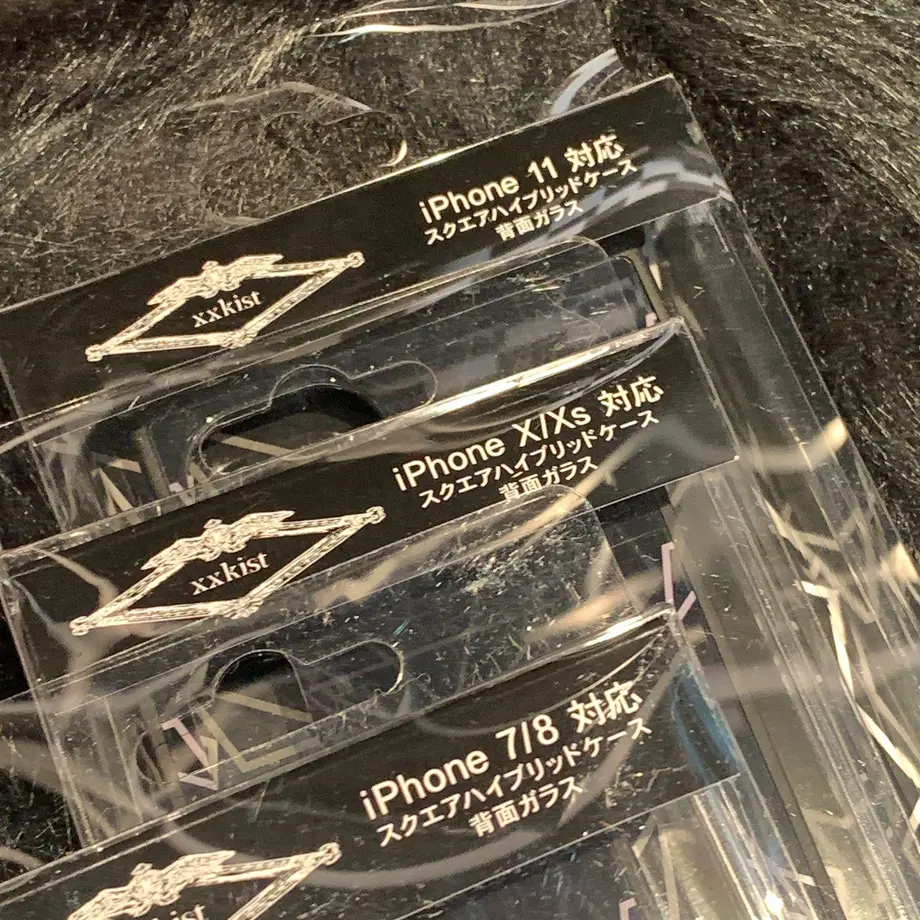 iPhone 11 対応
スクエアハイブリッドケース
背面ガラス
xxkist
iPhone X/Xs 対応
スクエアハイブリッドケース
背面ガラス
xxkist
iPhone 7/8 対応
スクエアハイブリッドケース
背面ガラス
xxkist